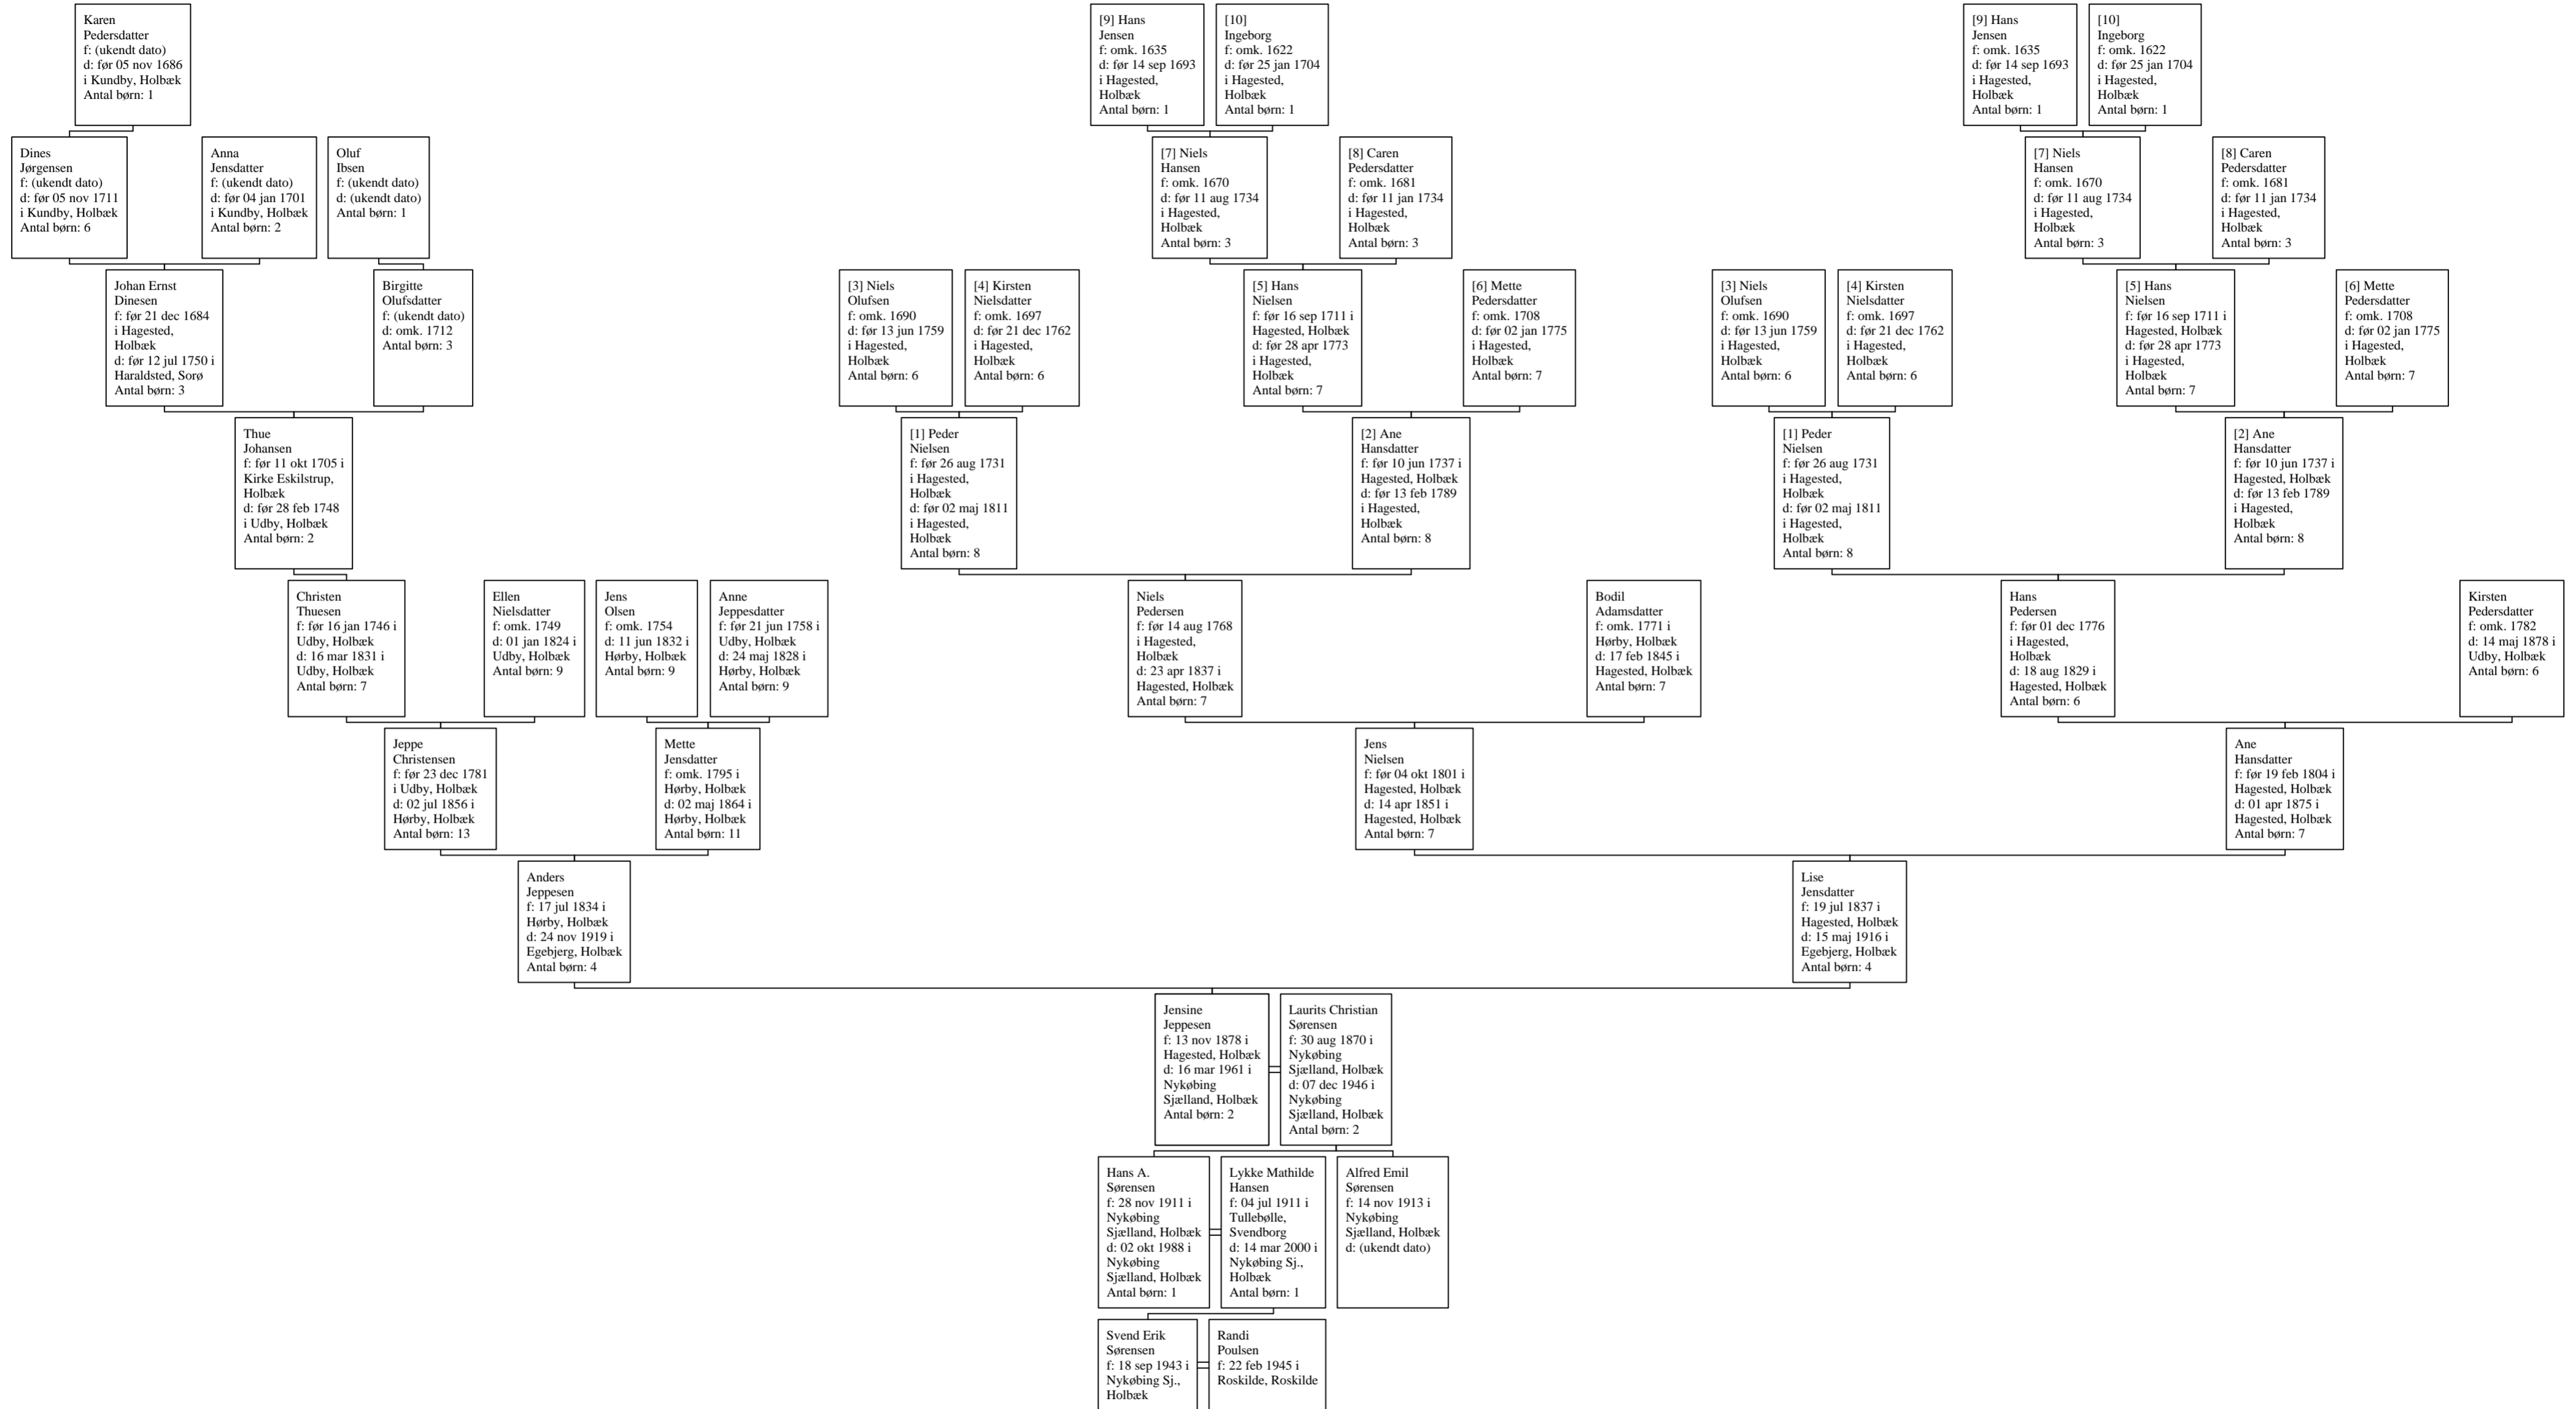 Karen
Pedersdatter
f: (ukendt dato)
d: før 05 nov 1686
i Kundby, Holbæk
Antal børn: 1
[9] Hans
Jensen
f: omk. 1635
d: før 14 sep 1693
i Hagested,
Holbæk
Antal børn: 1
[10]
Ingeborg
f: omk. 1622
d: før 25 jan 1704
i Hagested,
Holbæk
Antal børn: 1
[9] Hans
Jensen
f: omk. 1635
d: før 14 sep 1693
i Hagested,
Holbæk
Antal børn: 1
[10]
Ingeborg
f: omk. 1622
d: før 25 jan 1704
i Hagested,
Holbæk
Antal børn: 1
Dines
Jørgensen
f: (ukendt dato)
d: før 05 nov 1711
i Kundby, Holbæk
Antal børn: 6
Anna
Jensdatter
f: (ukendt dato)
d: før 04 jan 1701
i Kundby, Holbæk
Antal børn: 2
Oluf
Ibsen
f: (ukendt dato)
d: (ukendt dato)
Antal børn: 1
[7] Niels
Hansen
f: omk. 1670
d: før 11 aug 1734
i Hagested,
Holbæk
Antal børn: 3
[8] Caren
Pedersdatter
f: omk. 1681
d: før 11 jan 1734
i Hagested,
Holbæk
Antal børn: 3
[7] Niels
Hansen
f: omk. 1670
d: før 11 aug 1734
i Hagested,
Holbæk
Antal børn: 3
[8] Caren
Pedersdatter
f: omk. 1681
d: før 11 jan 1734
i Hagested,
Holbæk
Antal børn: 3
Johan Ernst
Dinesen
f: før 21 dec 1684
i Hagested,
Holbæk
d: før 12 jul 1750 i
Haraldsted, Sorø
Antal børn: 3
Birgitte
Olufsdatter
f: (ukendt dato)
d: omk. 1712
Antal børn: 3
[3] Niels
Olufsen
f: omk. 1690
d: før 13 jun 1759
i Hagested,
Holbæk
Antal børn: 6
[4] Kirsten
Nielsdatter
f: omk. 1697
d: før 21 dec 1762
i Hagested,
Holbæk
Antal børn: 6
[5] Hans
Nielsen
f: før 16 sep 1711 i
Hagested, Holbæk
d: før 28 apr 1773
i Hagested,
Holbæk
Antal børn: 7
[6] Mette
Pedersdatter
f: omk. 1708
d: før 02 jan 1775
i Hagested,
Holbæk
Antal børn: 7
[3] Niels
Olufsen
f: omk. 1690
d: før 13 jun 1759
i Hagested,
Holbæk
Antal børn: 6
[4] Kirsten
Nielsdatter
f: omk. 1697
d: før 21 dec 1762
i Hagested,
Holbæk
Antal børn: 6
[5] Hans
Nielsen
f: før 16 sep 1711 i
Hagested, Holbæk
d: før 28 apr 1773
i Hagested,
Holbæk
Antal børn: 7
[6] Mette
Pedersdatter
f: omk. 1708
d: før 02 jan 1775
i Hagested,
Holbæk
Antal børn: 7
Thue
Johansen
f: før 11 okt 1705 i
Kirke Eskilstrup,
Holbæk
d: før 28 feb 1748
i Udby, Holbæk
Antal børn: 2
[1] Peder
Nielsen
f: før 26 aug 1731
i Hagested,
Holbæk
d: før 02 maj 1811
i Hagested,
Holbæk
Antal børn: 8
[2] Ane
Hansdatter
f: før 10 jun 1737 i
Hagested, Holbæk
d: før 13 feb 1789
i Hagested,
Holbæk
Antal børn: 8
[1] Peder
Nielsen
f: før 26 aug 1731
i Hagested,
Holbæk
d: før 02 maj 1811
i Hagested,
Holbæk
Antal børn: 8
[2] Ane
Hansdatter
f: før 10 jun 1737 i
Hagested, Holbæk
d: før 13 feb 1789
i Hagested,
Holbæk
Antal børn: 8
Christen
Thuesen
f: før 16 jan 1746 i
Udby, Holbæk
d: 16 mar 1831 i
Udby, Holbæk
Antal børn: 7
Ellen
Nielsdatter
f: omk. 1749
d: 01 jan 1824 i
Udby, Holbæk
Antal børn: 9
Jens
Olsen
f: omk. 1754
d: 11 jun 1832 i
Hørby, Holbæk
Antal børn: 9
Anne
Jeppesdatter
f: før 21 jun 1758 i
Udby, Holbæk
d: 24 maj 1828 i
Hørby, Holbæk
Antal børn: 9
Niels
Pedersen
f: før 14 aug 1768
i Hagested,
Holbæk
d: 23 apr 1837 i
Hagested, Holbæk
Antal børn: 7
Bodil
Adamsdatter
f: omk. 1771 i
Hørby, Holbæk
d: 17 feb 1845 i
Hagested, Holbæk
Antal børn: 7
Hans
Pedersen
f: før 01 dec 1776
i Hagested,
Holbæk
d: 18 aug 1829 i
Hagested, Holbæk
Antal børn: 6
Kirsten
Pedersdatter
f: omk. 1782
d: 14 maj 1878 i
Udby, Holbæk
Antal børn: 6
Jeppe
Christensen
f: før 23 dec 1781
i Udby, Holbæk
d: 02 jul 1856 i
Hørby, Holbæk
Antal børn: 13
Mette
Jensdatter
f: omk. 1795 i
Hørby, Holbæk
d: 02 maj 1864 i
Hørby, Holbæk
Antal børn: 11
Jens
Nielsen
f: før 04 okt 1801 i
Hagested, Holbæk
d: 14 apr 1851 i
Hagested, Holbæk
Antal børn: 7
Ane
Hansdatter
f: før 19 feb 1804 i
Hagested, Holbæk
d: 01 apr 1875 i
Hagested, Holbæk
Antal børn: 7
Anders
Jeppesen
f: 17 jul 1834 i
Hørby, Holbæk
d: 24 nov 1919 i
Egebjerg, Holbæk
Antal børn: 4
Lise
Jensdatter
f: 19 jul 1837 i
Hagested, Holbæk
d: 15 maj 1916 i
Egebjerg, Holbæk
Antal børn: 4
Jensine
Jeppesen
f: 13 nov 1878 i
Hagested, Holbæk
d: 16 mar 1961 i
Nykøbing
Sjælland, Holbæk
Antal børn: 2
Laurits Christian
Sørensen
f: 30 aug 1870 i
Nykøbing
Sjælland, Holbæk
d: 07 dec 1946 i
Nykøbing
Sjælland, Holbæk
Antal børn: 2
Hans A.
Sørensen
f: 28 nov 1911 i
Nykøbing
Sjælland, Holbæk
d: 02 okt 1988 i
Nykøbing
Sjælland, Holbæk
Antal børn: 1
Lykke Mathilde
Hansen
f: 04 jul 1911 i
Tullebølle,
Svendborg
d: 14 mar 2000 i
Nykøbing Sj.,
Holbæk
Antal børn: 1
Alfred Emil
Sørensen
f: 14 nov 1913 i
Nykøbing
Sjælland, Holbæk
d: (ukendt dato)
Svend Erik
Sørensen
f: 18 sep 1943 i
Nykøbing Sj.,
Holbæk
Randi
Poulsen
f: 22 feb 1945 i
Roskilde, Roskilde